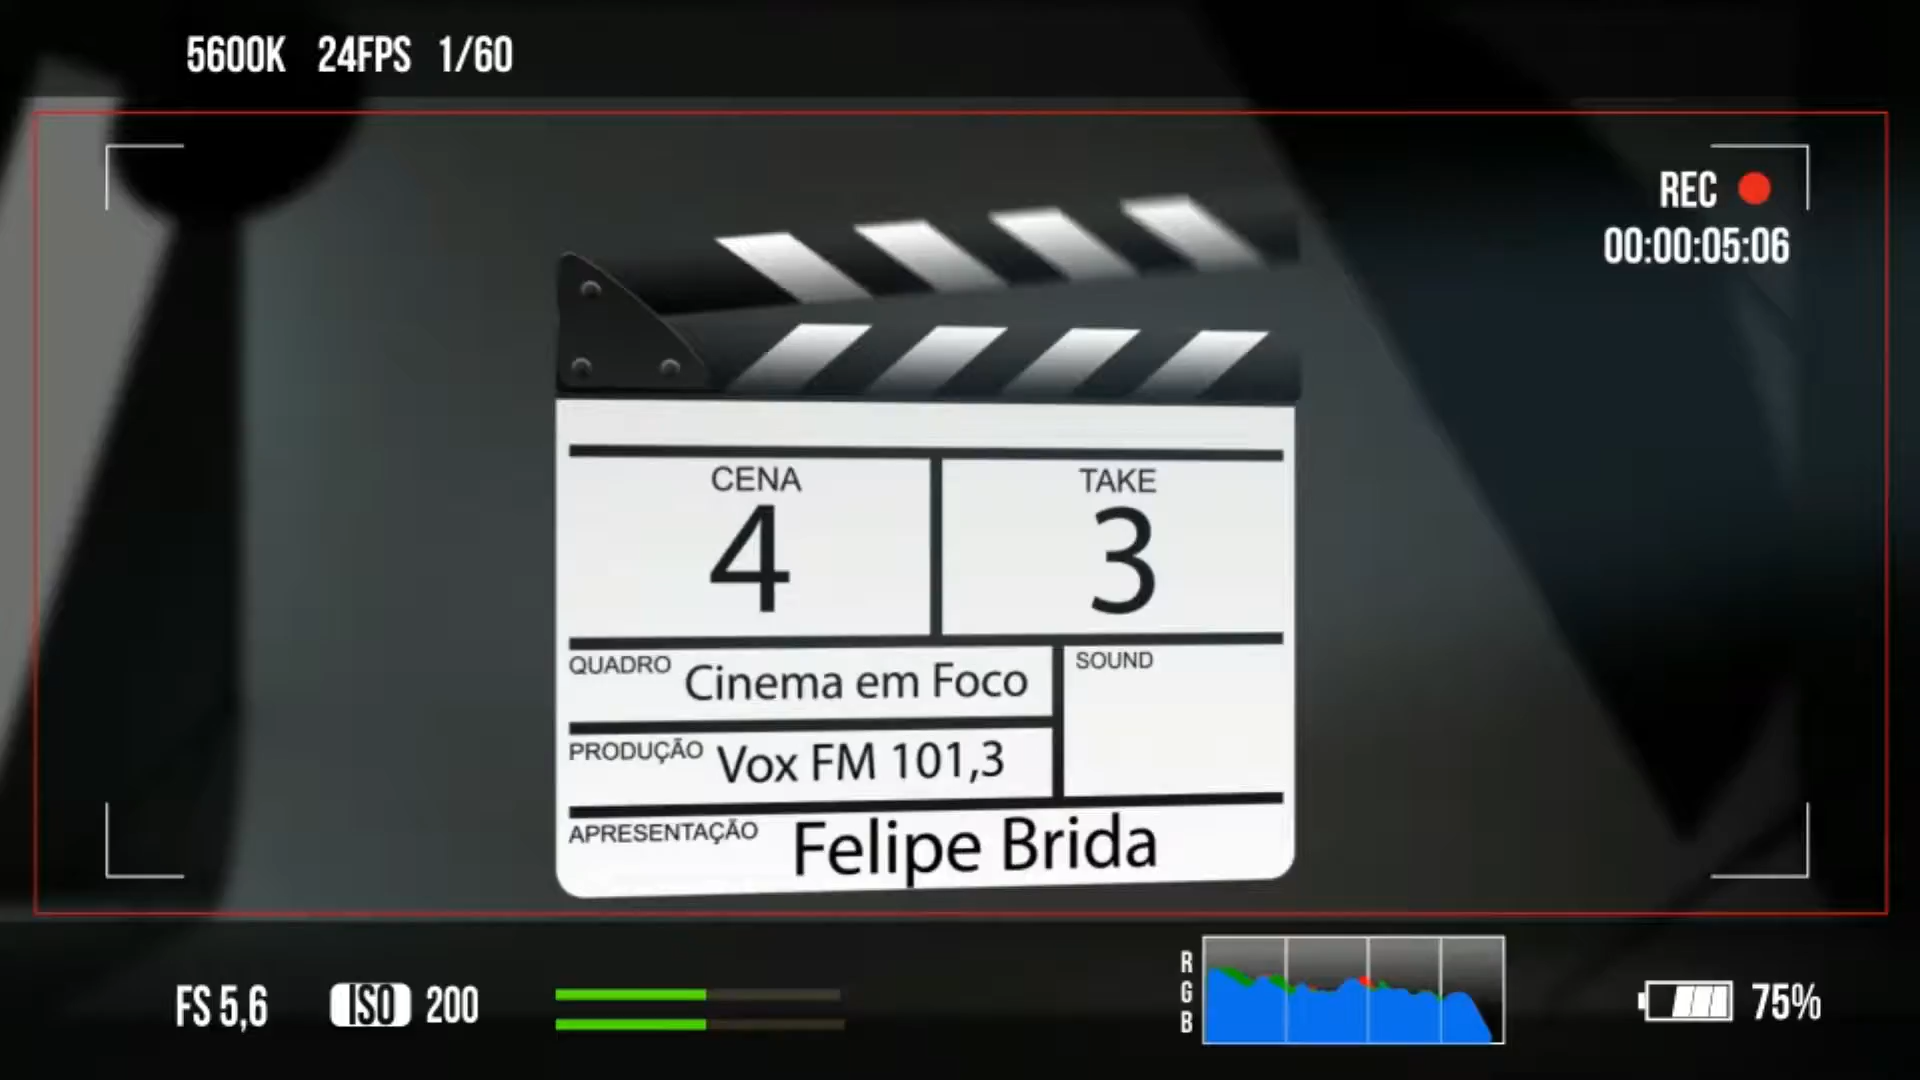 5600K 24FPS 1/60
REC
00:00:05:06
CENA
4
TAKE
3
QUADRO Cinema em Foco
SOUND
PRODUÇÃO Vox FM 101,3
APRESENTAÇÃO Felipe Brida
FS 5,6 ISO 200
R
G
B
75%